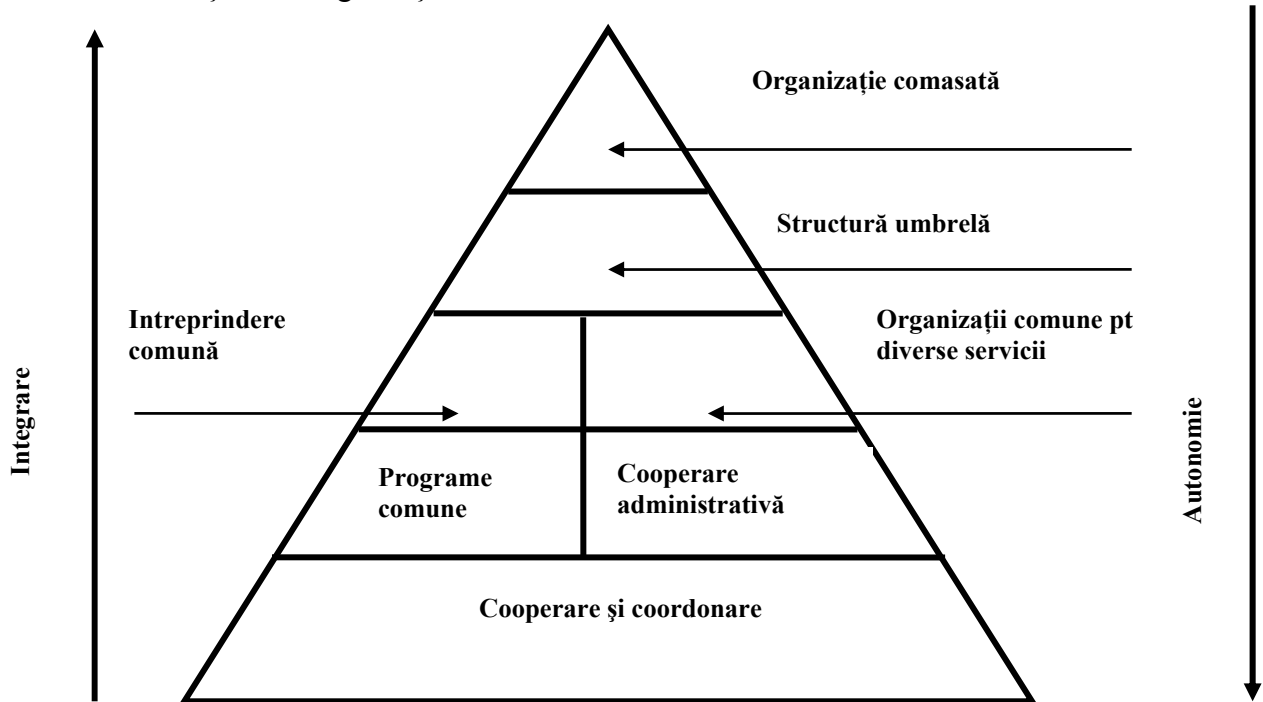 Organizație comasată
Structură umbrelă
Intreprindere
comună
Organizații comune pt
diverse servicii
Integrare
Autonomie
Programe
comune
Cooperare
administrativă
Cooperare şi coordonare